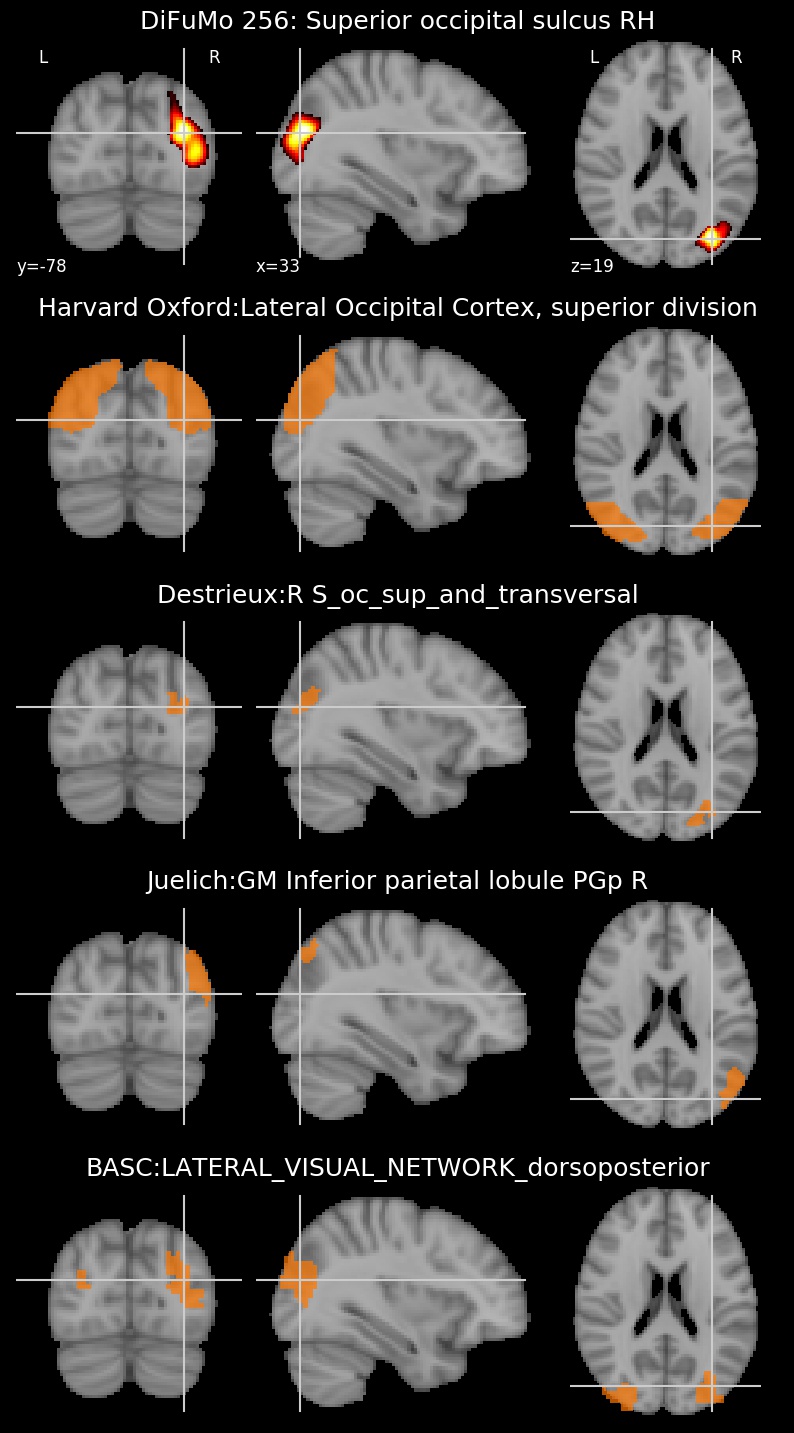 DiFuMo 256: Superior occipital sulcus RH
L R L R
y=-78 x=33 z=19
Harvard Oxford:Lateral Occipital Cortex, superior division
Destrieux:R S_oc_sup_and_transversal
Juelich:GM Inferior parietal lobule PGp R
BASC:LATERAL_VISUAL_NETWORK_dorsoposterior